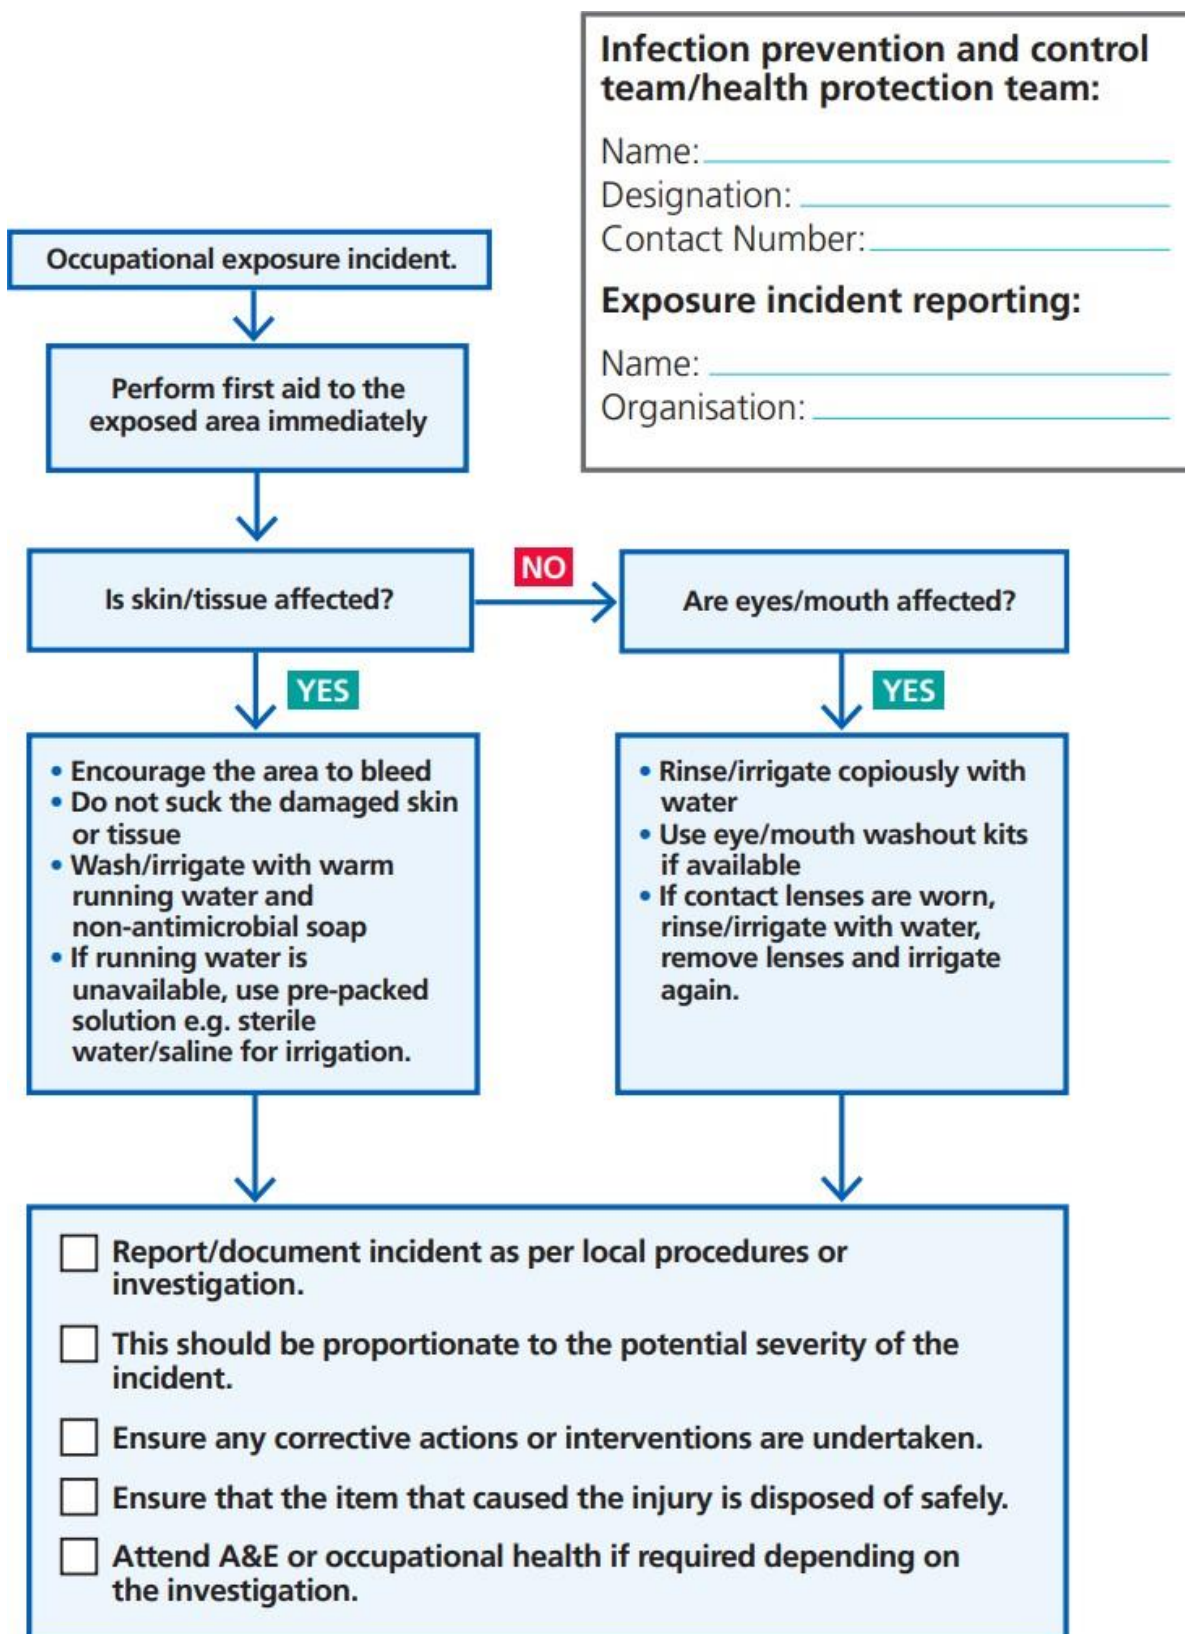 Infection prevention and control
team/health protection team:
Name:
Designation:
Contact Number:
Exposure incident reporting:
Name:
Organisation:
Occupational exposure incident.
Perform first aid to the
exposed area immediately
Is skin/tissue affected?
NO
Are eyes/mouth affected?
YES
• Encourage the area to bleed
• Do not suck the damaged skin
or tissue
• Wash/irrigate with warm
running water and
non-antimicrobial soap
• If running water is
unavailable, use pre-packed
solution e.g. sterile
water/saline for irrigation.
YES
• Rinse/irrigate copiously with
water
• Use eye/mouth washout kits
if available
• If contact lenses are worn,
rinse/irrigate with water,
remove lenses and irrigate
again.
Report/document incident as per local procedures or
investigation.
This should be proportionate to the potential severity of the
incident.
Ensure any corrective actions or interventions are undertaken.
Ensure that the item that caused the injury is disposed of safely.
Attend A&E or occupational health if required depending on
the investigation.